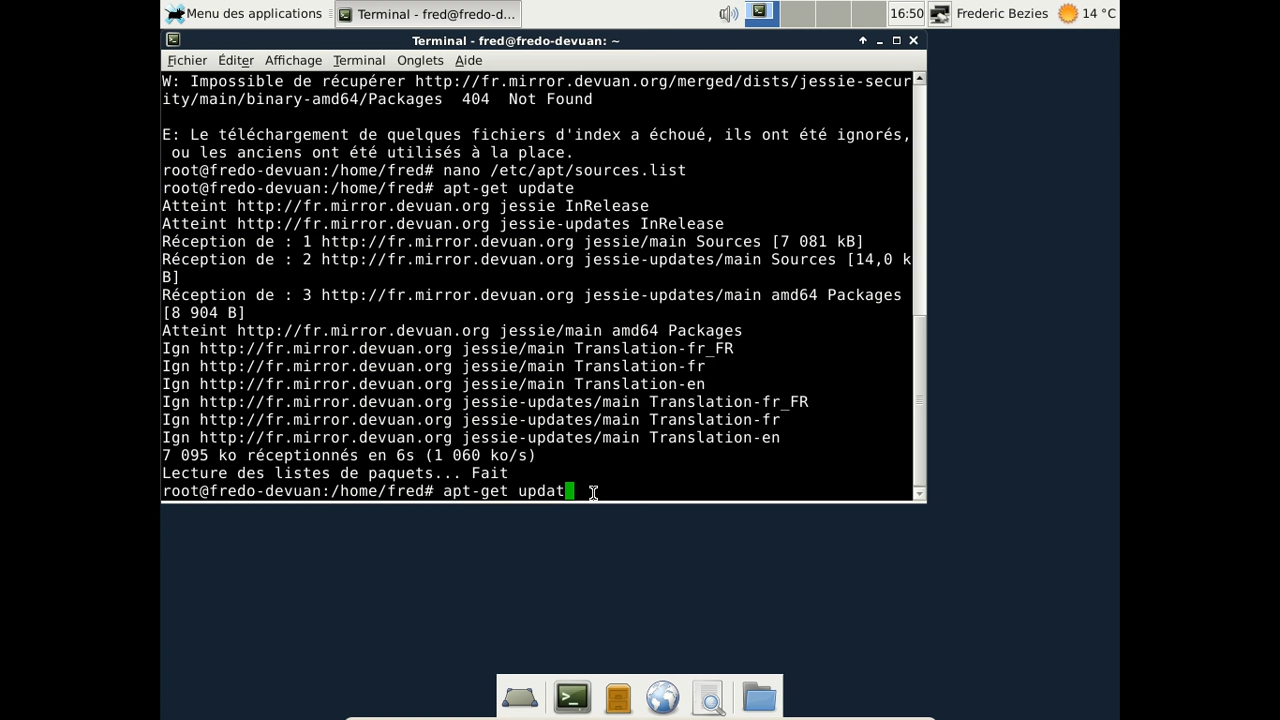 Menu des applications
Terminal - fred@fredo-d...
16:50
Frederic Bezies
14 °C
Terminal - fred@fredo-devuan: ~
Fichier Éditer Affichage Terminal Onglets Aide
W: Impossible de récupérer http://fr.mirror.devuan.org/merged/dists/jessie-secur
ity/main/binary-amd64/Packages  404  Not Found
E: Le téléchargement de quelques fichiers d'index a échoué, ils ont été ignorés,
 ou les anciens ont été utilisés à la place.
root@fredo-devuan:/home/fred# nano /etc/apt/sources.list
root@fredo-devuan:/home/fred# apt-get update
Atteint http://fr.mirror.devuan.org jessie InRelease
Atteint http://fr.mirror.devuan.org jessie-updates InRelease
Réception de : 1 http://fr.mirror.devuan.org jessie/main Sources [7 081 kB]
Réception de : 2 http://fr.mirror.devuan.org jessie-updates/main Sources [14,0 k
B]
Réception de : 3 http://fr.mirror.devuan.org jessie-updates/main amd64 Packages
[8 904 B]
Atteint http://fr.mirror.devuan.org jessie/main amd64 Packages
Ign http://fr.mirror.devuan.org jessie/main Translation-fr_FR
Ign http://fr.mirror.devuan.org jessie/main Translation-fr
Ign http://fr.mirror.devuan.org jessie/main Translation-en
Ign http://fr.mirror.devuan.org jessie-updates/main Translation-fr_FR
Ign http://fr.mirror.devuan.org jessie-updates/main Translation-fr
Ign http://fr.mirror.devuan.org jessie-updates/main Translation-en
7 095 ko réceptionnés en 6s (1 060 ko/s)
Lecture des listes de paquets... Fait
root@fredo-devuan:/home/fred# apt-get updat